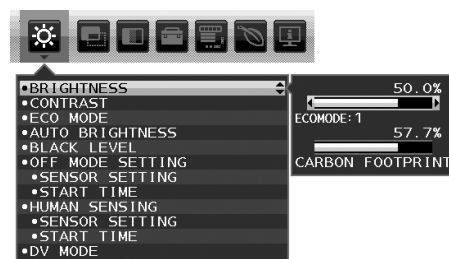 •BRIGHTNESS
•CONTRAST
•ECO MODE
•AUTO BRIGHTNESS
•BLACK LEVEL
•OFF MODE SETTING
•SENSOR SETTING
•START TIME
•HUMAN SENSING
•SENSOR SETTING
•START TIME
•DV MODE
50.0%
ECOMODE:1
57.7%
CARBON FOOTPRINT